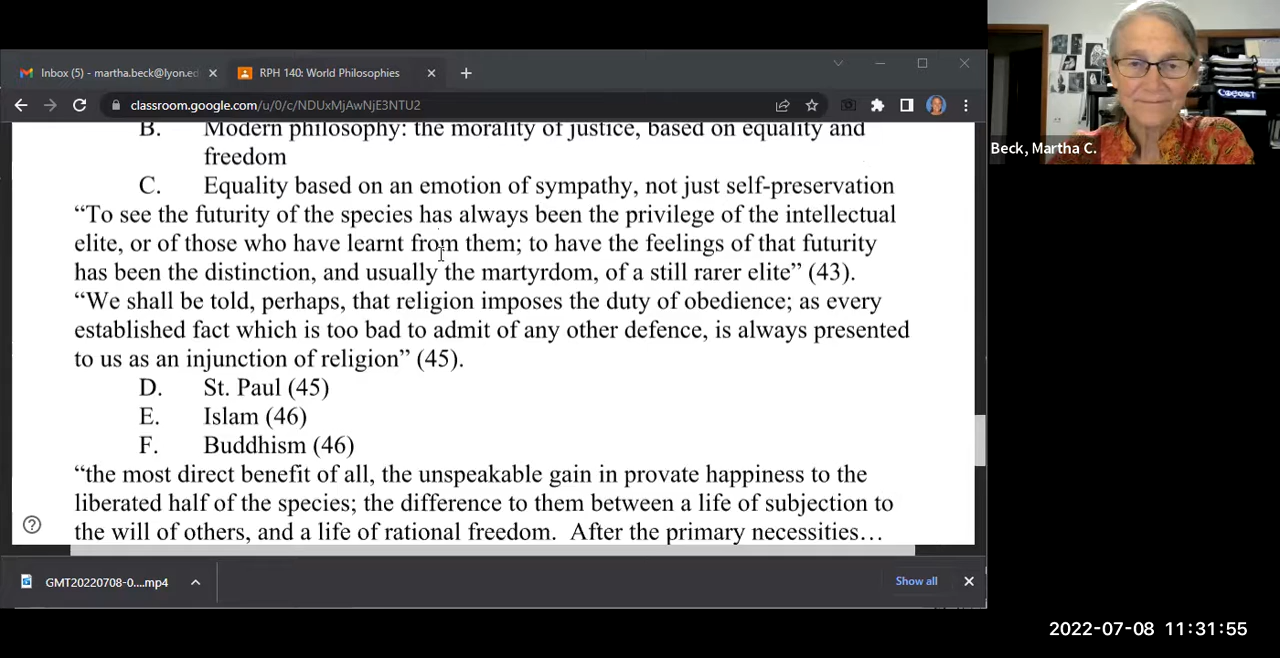 Inbox (5) - martha.beck@lyon.ed
RPH 140: World Philosophies
classroom.google.com/u/0/c/NDUxMjAwNjE3NTU2
B. Modern philosophy: the morality of justice, based on equality and
freedom
C. Equality based on an emotion of sympathy, not just self-preservation
“To see the futurity of the species has always been the privilege of the intellectual
elite, or of those who have learnt from them; to have the feelings of that futurity
has been the distinction, and usually the martyrdom, of a still rarer elite” (43).
“We shall be told, perhaps, that religion imposes the duty of obedience; as every
established fact which is too bad to admit of any other defence, is always presented
to us as an injunction of religion” (45).
D. St. Paul (45)
E. Islam (46)
F. Buddhism (46)
“the most direct benefit of all, the unspeakable gain in provate happiness to the
liberated half of the species; the difference to them between a life of subjection to
the will of others, and a life of rational freedom. After the primary necessities…
GMT20220708-0....mp4
Show all
COEXIST
Beck, Martha C.
2022-07-08 11:31:55